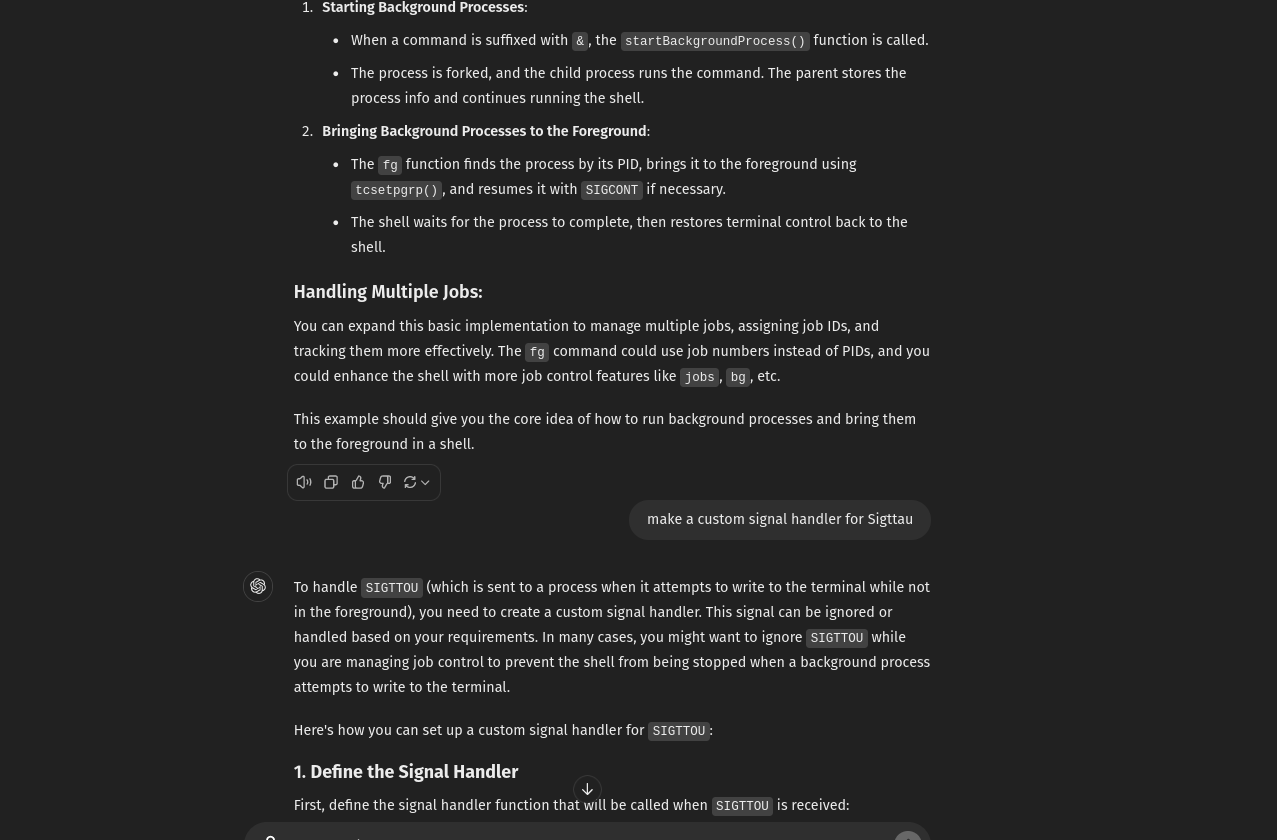 1. Starting Background Processes:
• When a command is suffixed with &, the startBackgroundProcess() function is called.
• The process is forked, and the child process runs the command. The parent stores the
process info and continues running the shell.
2. Bringing Background Processes to the Foreground:
• The fg function finds the process by its PID, brings it to the foreground using
tcsetpgrp(), and resumes it with SIGCONT if necessary.
• The shell waits for the process to complete, then restores terminal control back to the
shell.
Handling Multiple Jobs:
You can expand this basic implementation to manage multiple jobs, assigning job IDs, and
tracking them more effectively. The fg command could use job numbers instead of PIDs, and you
could enhance the shell with more job control features like jobs, bg, etc.
This example should give you the core idea of how to run background processes and bring them
to the foreground in a shell.
make a custom signal handler for Sigttau
To handle SIGTTOU (which is sent to a process when it attempts to write to the terminal while not
in the foreground), you need to create a custom signal handler. This signal can be ignored or
handled based on your requirements. In many cases, you might want to ignore SIGTTOU while
you are managing job control to prevent the shell from being stopped when a background process
attempts to write to the terminal.
Here's how you can set up a custom signal handler for SIGTTOU:
1. Define the Signal Handler
First, define the signal handler function that will be called when SIGTTOU is received: